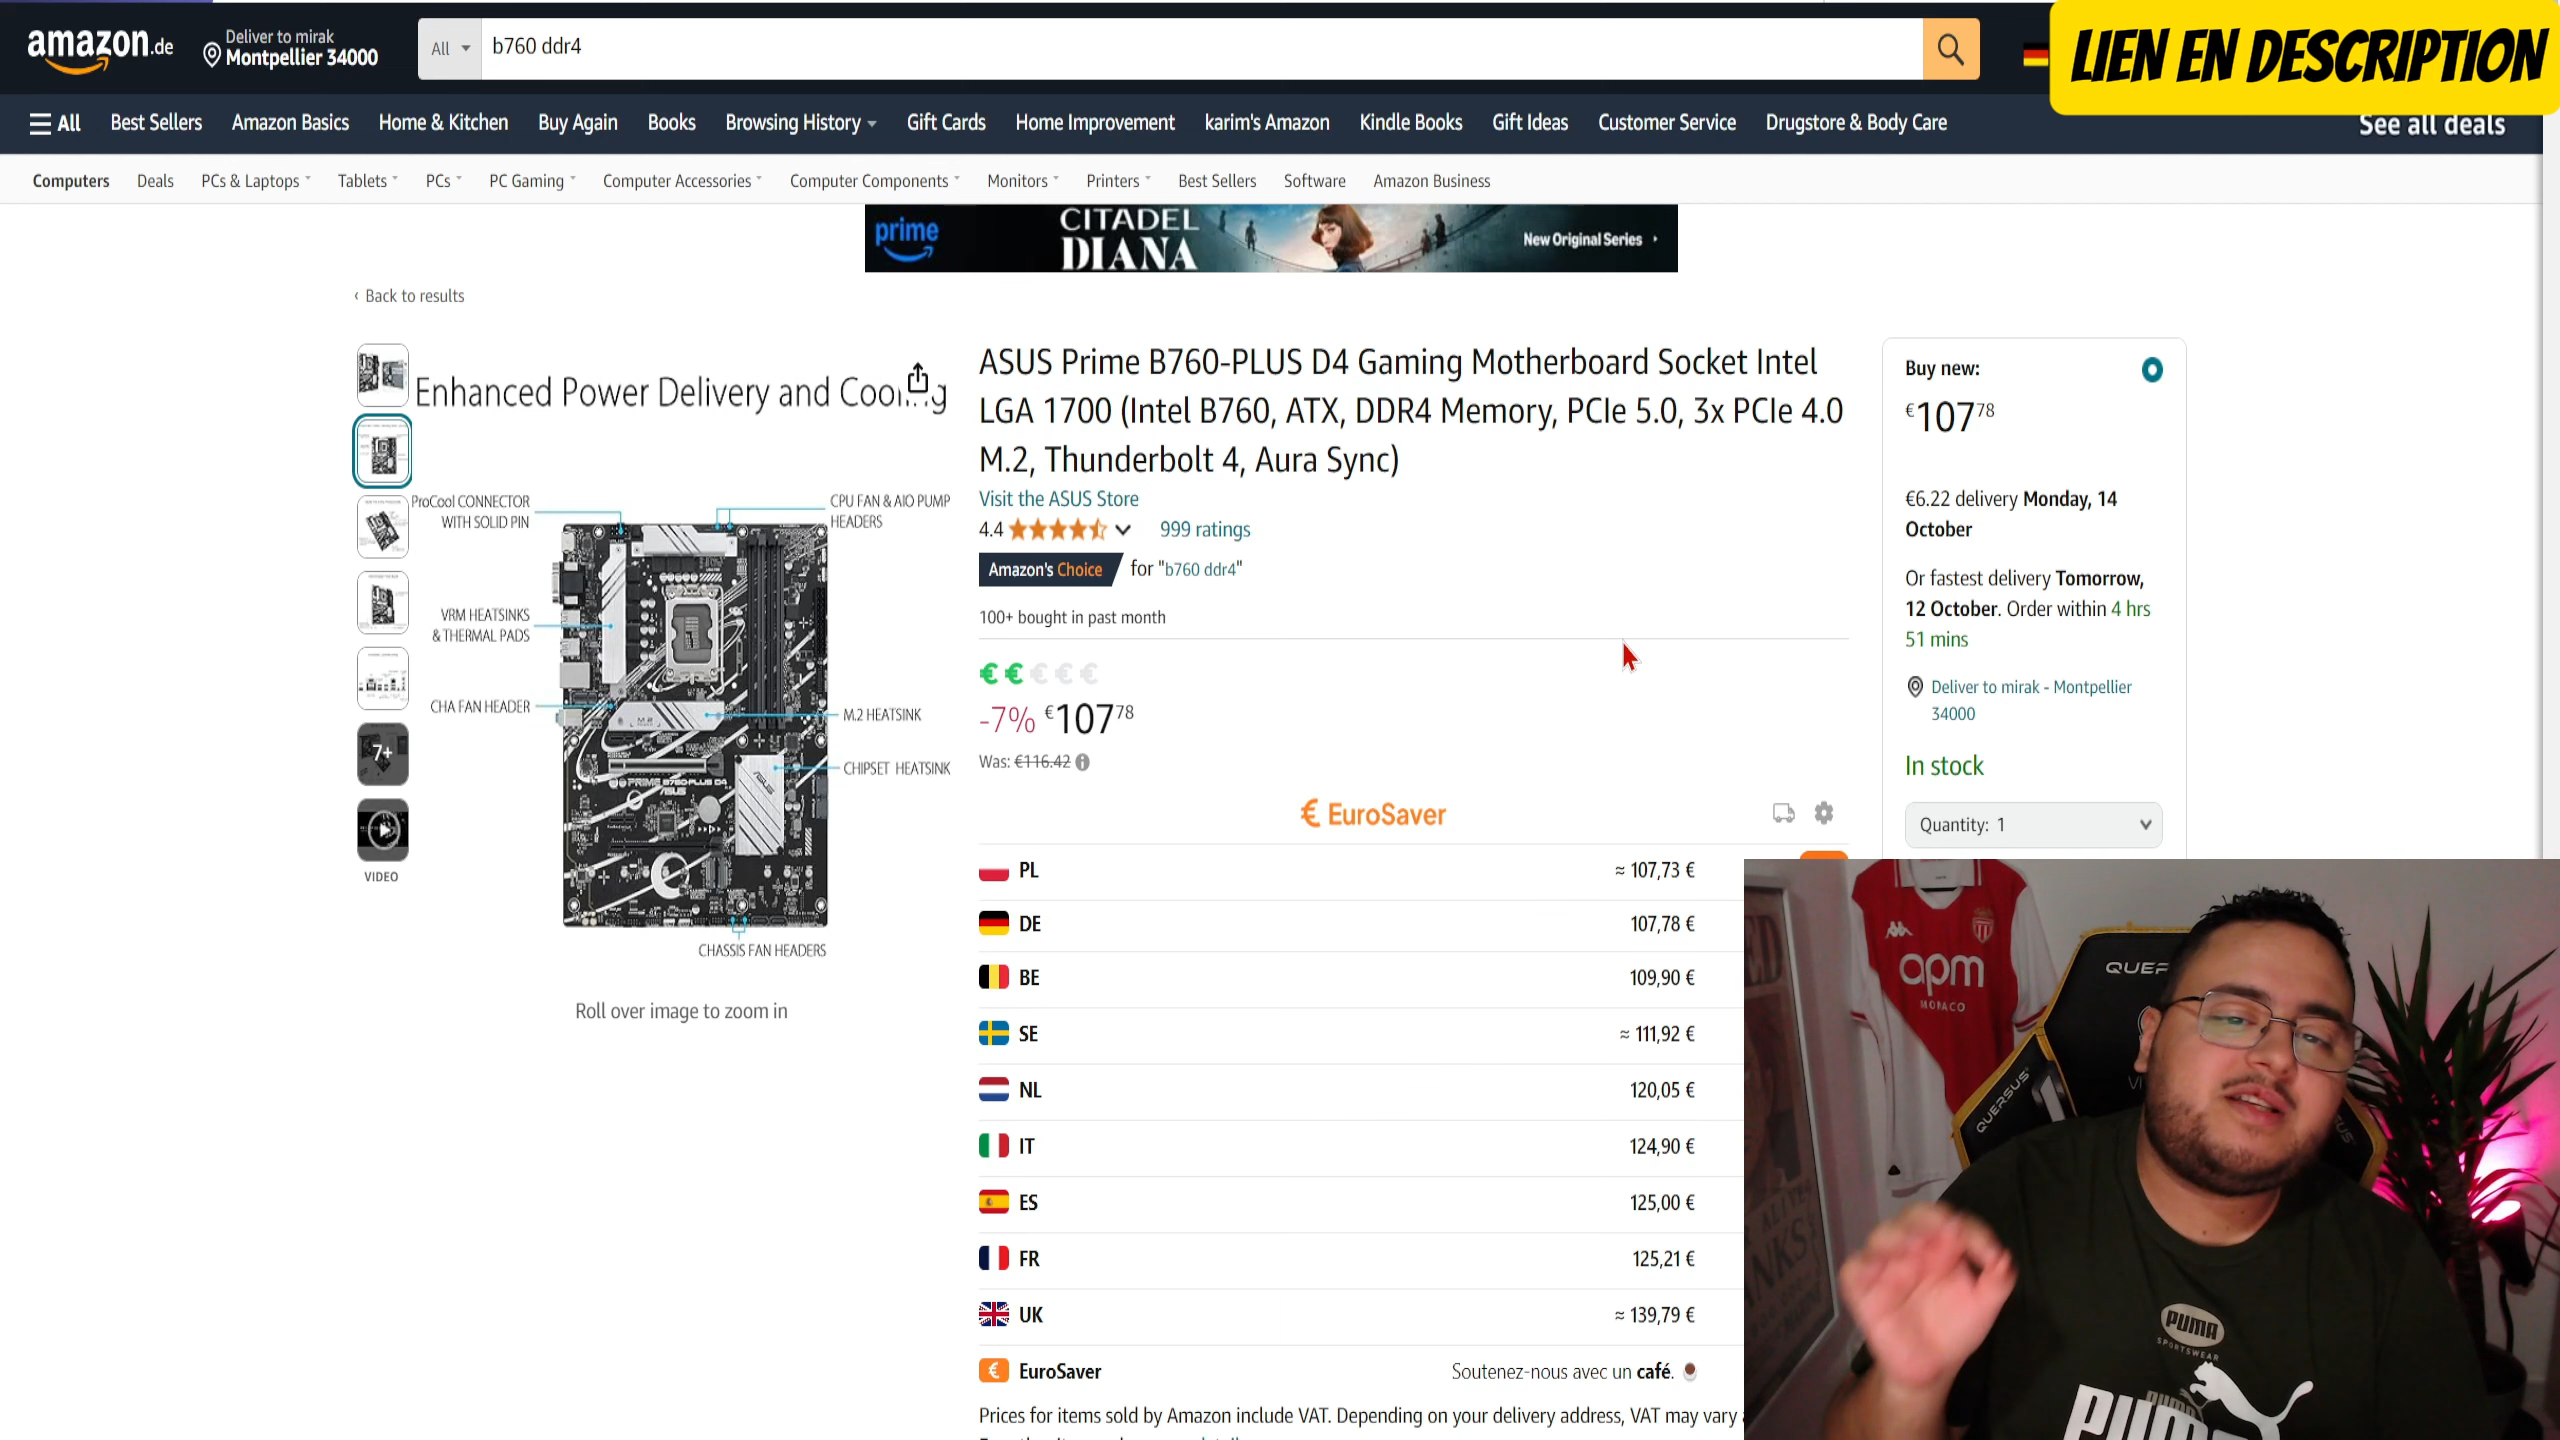 amazon.de
Deliver to mirak
Montpellier 34000
All
b760 ddr4
LIEN EN DESCRIPTION
All
Best Sellers
Amazon Basics
Home & Kitchen
Buy Again
Books
Browsing History
Gift Cards
Home Improvement
karim's Amazon
Kindle Books
Gift Ideas
Customer Service
Drugstore & Body Care
See all deals
Computers
Deals
PCs & Laptops
Tablets
PCs
PC Gaming
Computer Accessories
Computer Components
Monitors
Printers
Best Sellers
Software
Amazon Business
prime
CITADEL
DIANA
New Original Series
‹ Back to results
Enhanced Power Delivery and Coo
ProCool CONNECTOR
WITH SOLID PIN
CPU FAN & AIO PUMP
HEADERS
VRM HEATSINKS
& THERMAL PADS
CHA FAN HEADER
M.2 HEATSINK
CHIPSET HEATSINK
CHASSIS FAN HEADERS
M.2
PRIME B760-PLUS D4
ASUS
7+
VIDEO
Roll over image to zoom in
ASUS Prime B760-PLUS D4 Gaming Motherboard Socket Intel
LGA 1700 (Intel B760, ATX, DDR4 Memory, PCIe 5.0, 3x PCIe 4.0
M.2, Thunderbolt 4, Aura Sync)
Visit the ASUS Store
4.4
999 ratings
Amazon's Choice for "b760 ddr4"
100+ bought in past month
€ € € € €
-7% €107 78
Was: €116.42
€ EuroSaver
PL ≈ 107,73 €
DE 107,78 €
BE 109,90 €
SE ≈ 111,92 €
NL 120,05 €
IT 124,90 €
ES 125,00 €
FR 125,21 €
UK ≈ 139,79 €
€ EuroSaver Soutenez-nous avec un café.
Prices for items sold by Amazon include VAT. Depending on your delivery address, VAT may vary
Buy new:
€107 78
€6.22 delivery Monday, 14
October
Or fastest delivery Tomorrow,
12 October. Order within 4 hrs
51 mins
Deliver to mirak - Montpellier
34000
In stock
Quantity: 1
apm
MONACO
QUERSUS
PUMA
SPORTSWEAR